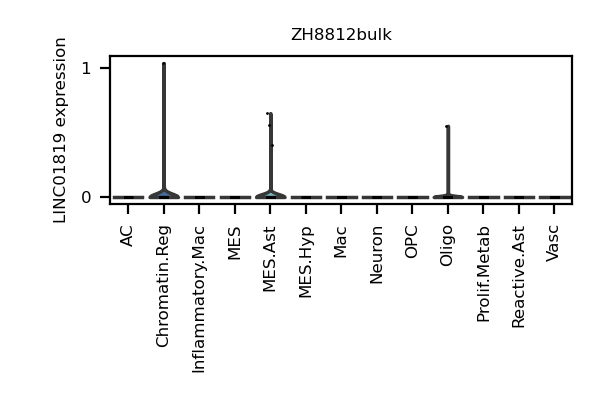 ZH8812bulk
LINC01819 expression
1
0
AC
Chromatin.Reg
Inflammatory.Mac
MES
MES.Ast
MES.Hyp
Mac
Neuron
OPC
Oligo
Prolif.Metab
Reactive.Ast
Vasc